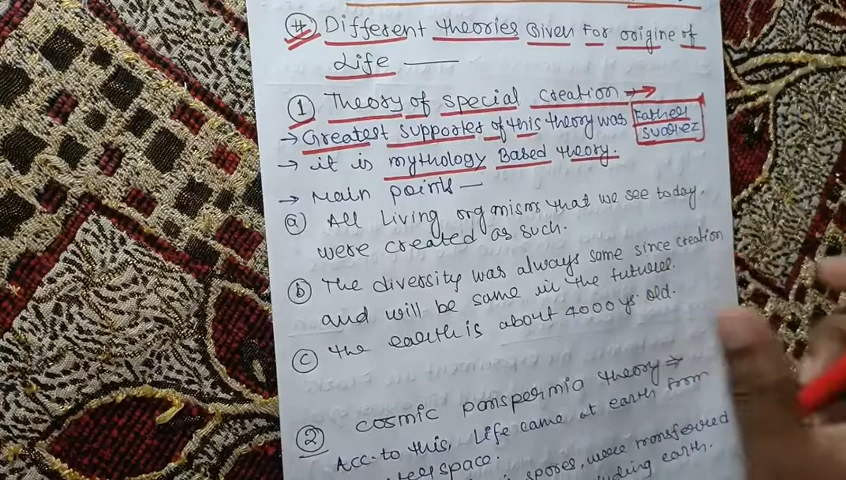 # Different theories Given For origine of
Life —
① Theory of special creation →
→ Greatest supporter of this theory was Father Suarez
→ it is mythology Based theory.
→ Main points —
ⓐ All Living organisms that we see today.
were created as such.
ⓑ The diversity was always same since creation
and will be same in the future.
ⓒ the earth is about 4000 ys old.
② cosmic panspermia theory ⇒
Acc. to this, Life came at earth from
space.
spores, were transferred
including earth.